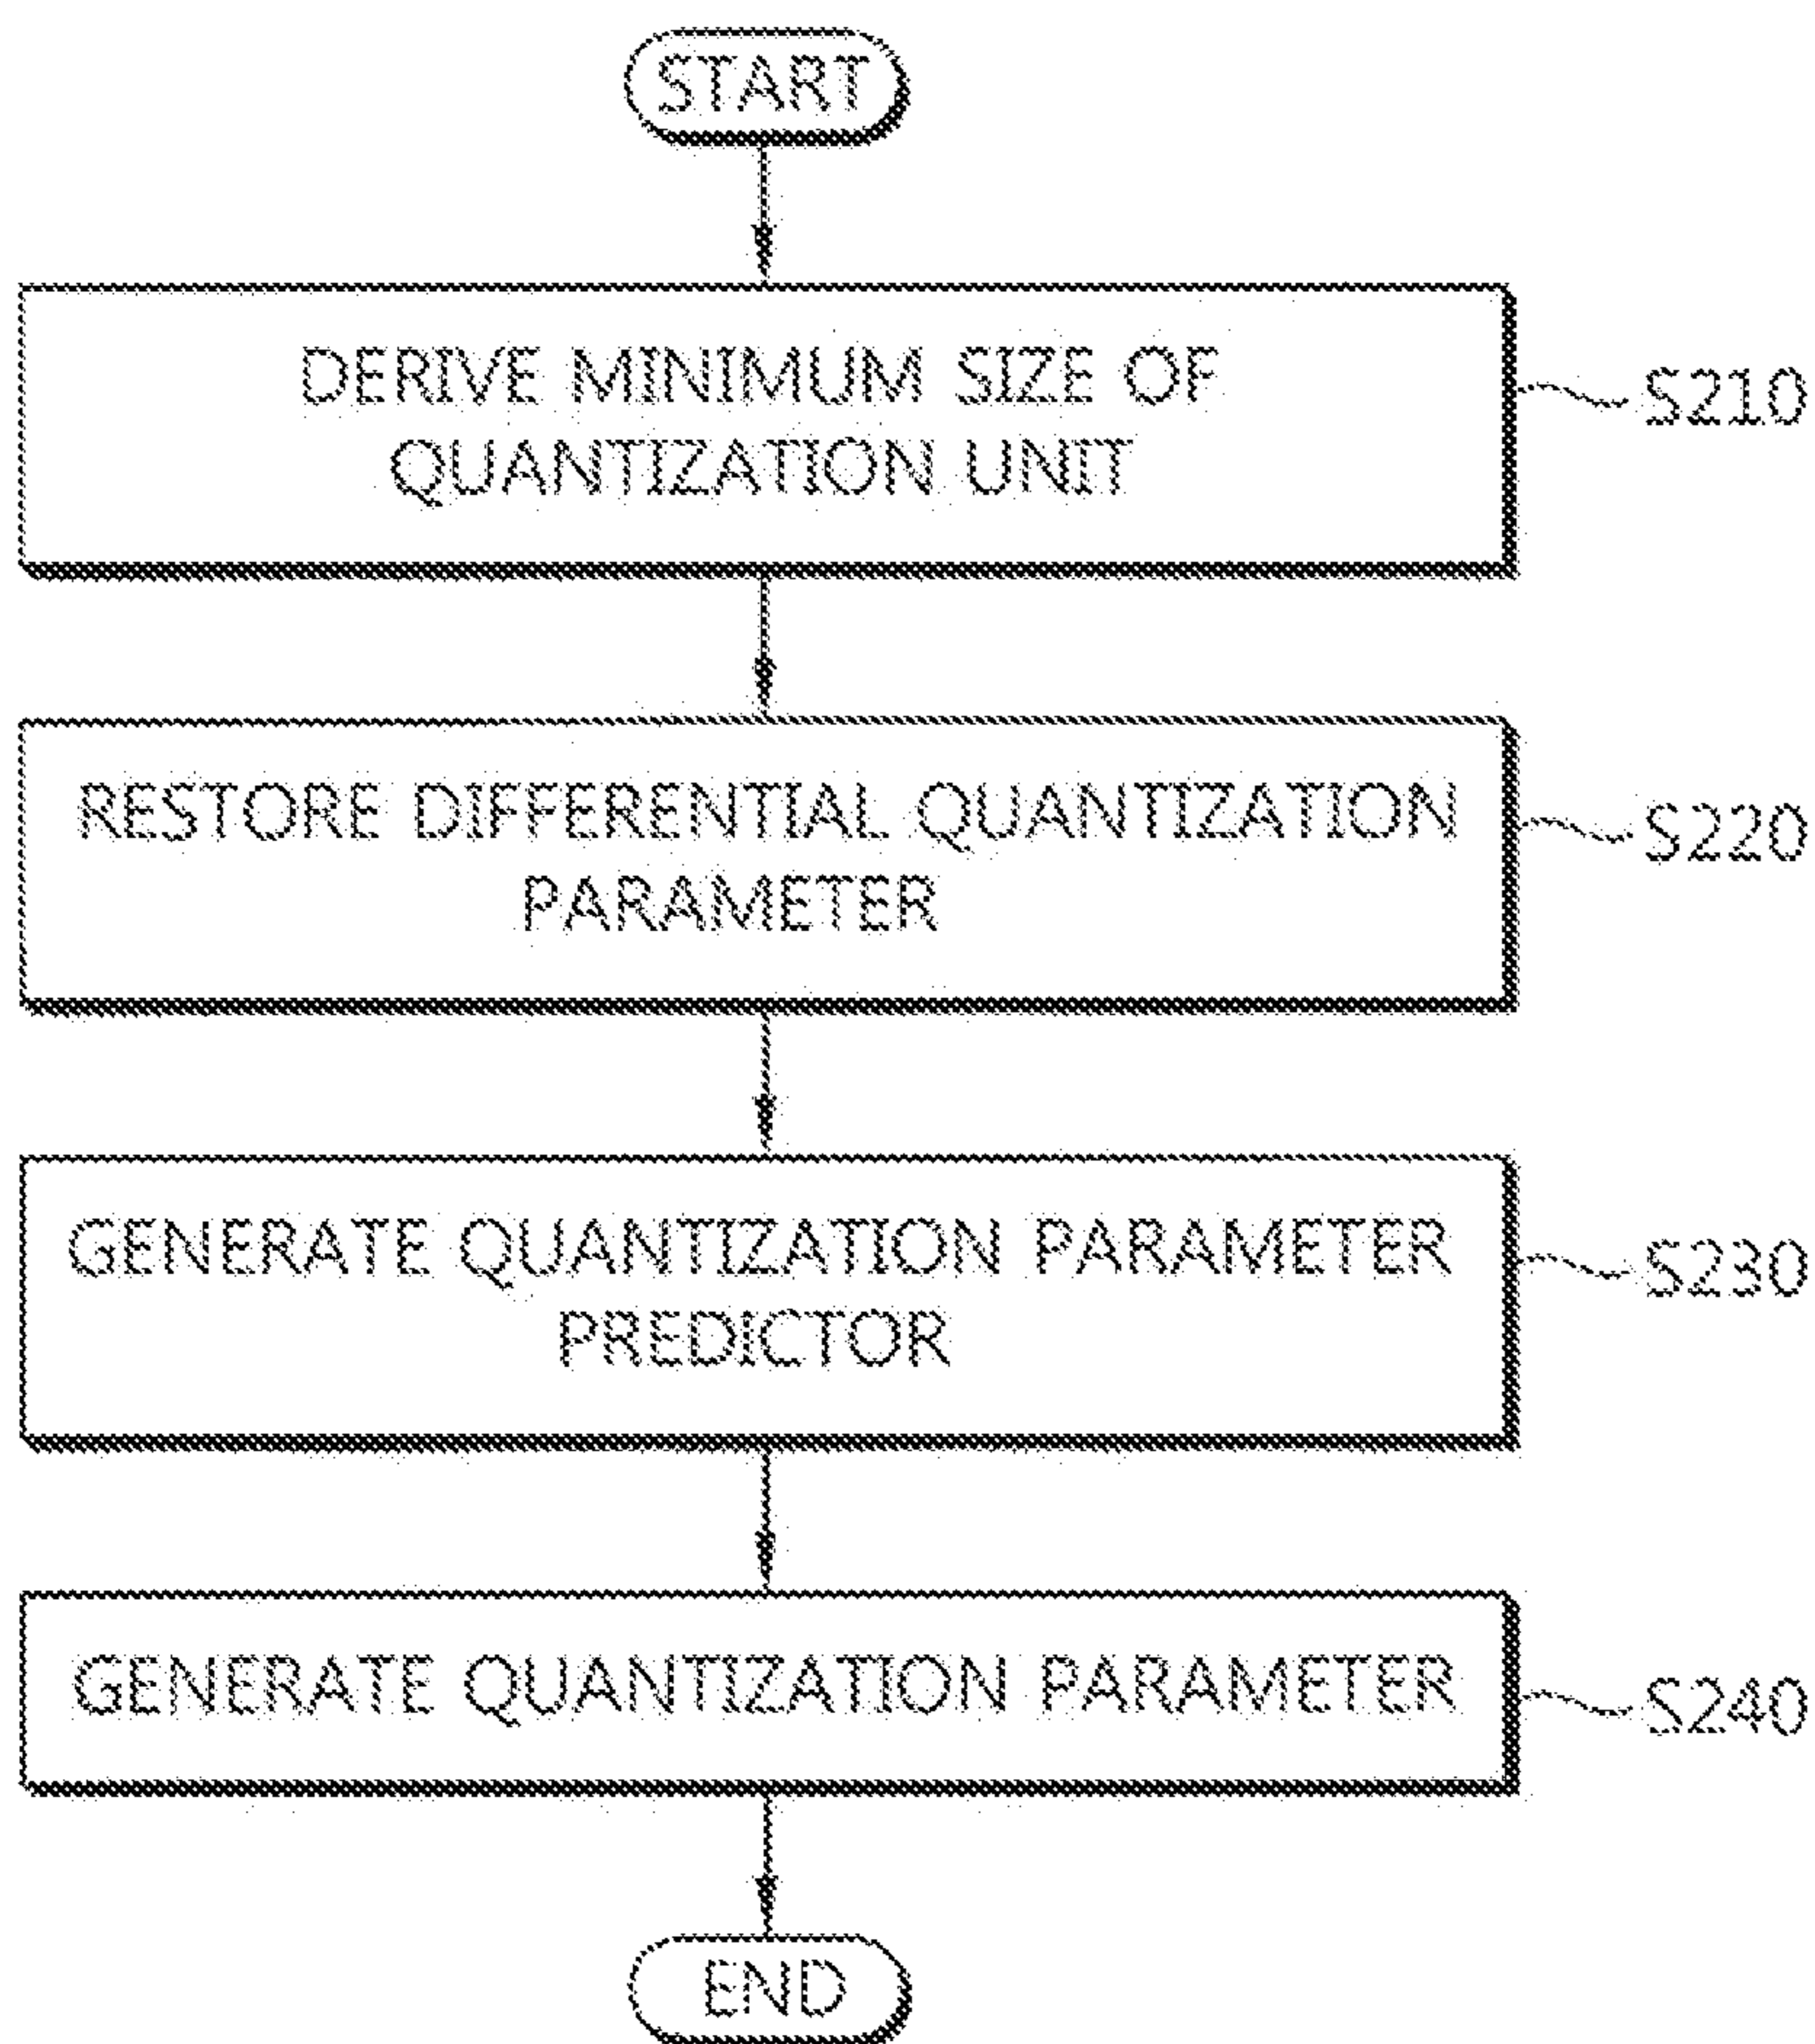 START
DERIVE MINIMUM SIZE OF
QUANTIZATION UNIT
S210
RESTORE DIFFERENTIAL QUANTIZATION
PARAMETER
S220
GENERATE QUANTIZATION PARAMETER
PREDICTOR
S230
GENERATE QUANTIZATION PARAMETER
S240
END